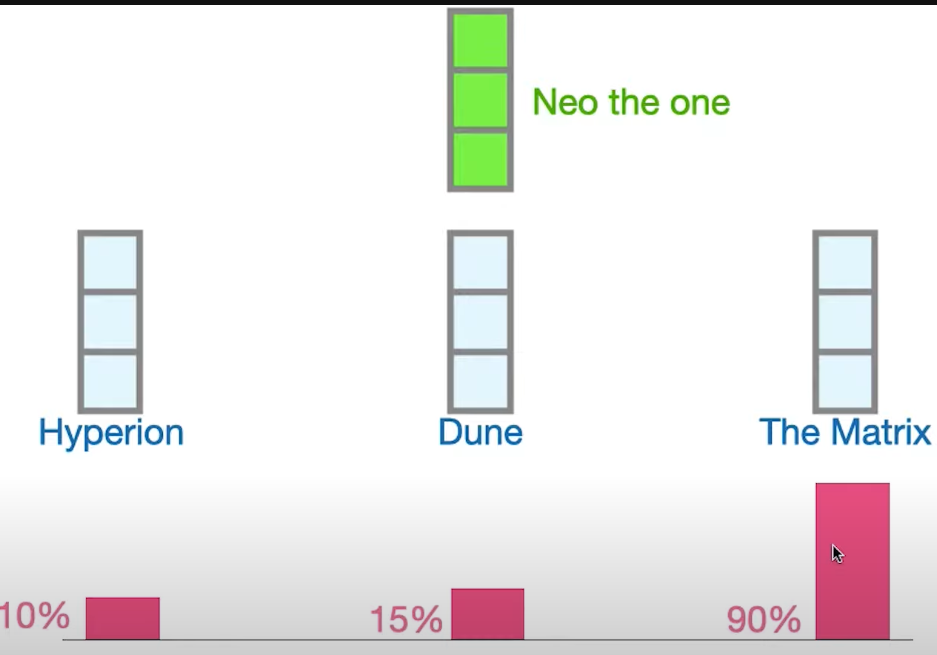 Neo the one
Hyperion
Dune
The Matrix
10%
15%
90%